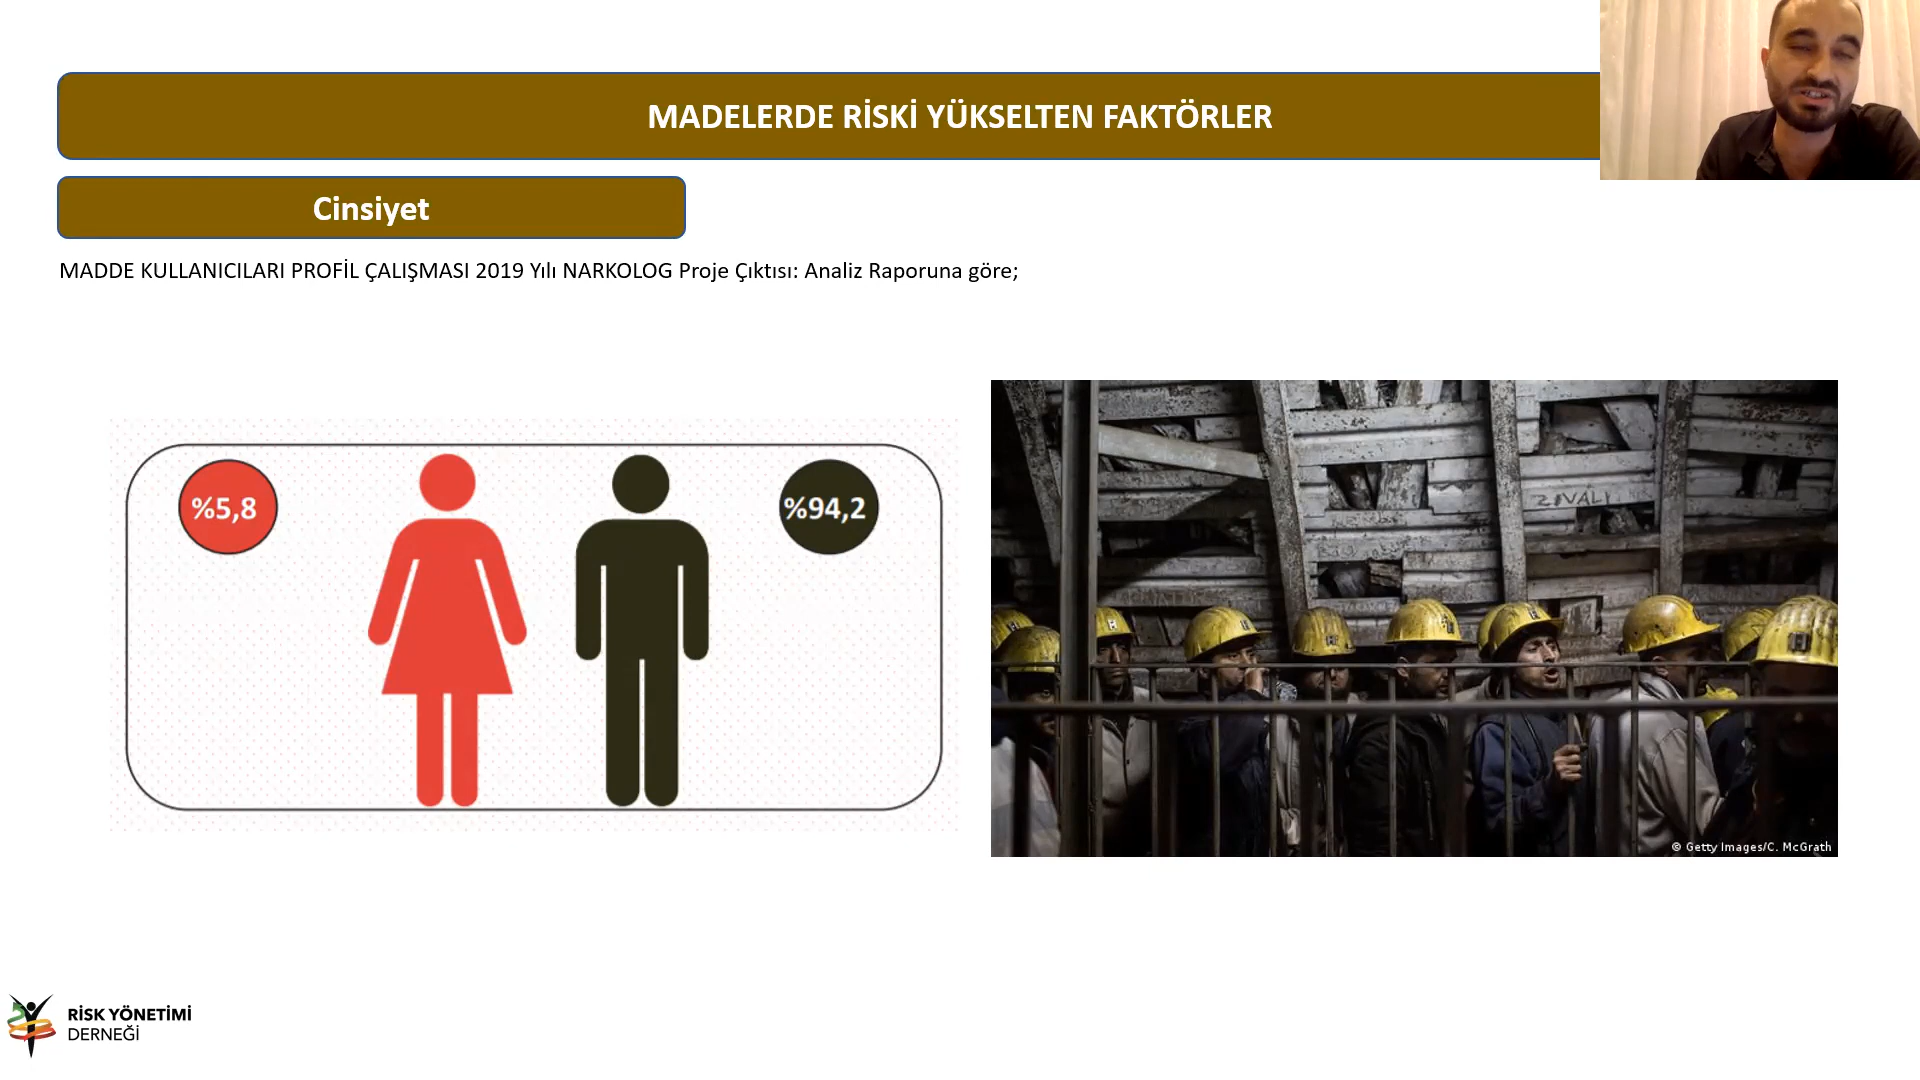 MADELERDE RİSKİ YÜKSELTEN FAKTÖRLER
Cinsiyet
MADDE KULLANICILARI PROFİL ÇALIŞMASI 2019 Yılı NARKOLOG Proje Çıktısı: Analiz Raporuna göre;
%5,8
%94,2
© Getty Images/C. McGrath
RİSK YÖNETİMİ
DERNEĞİ